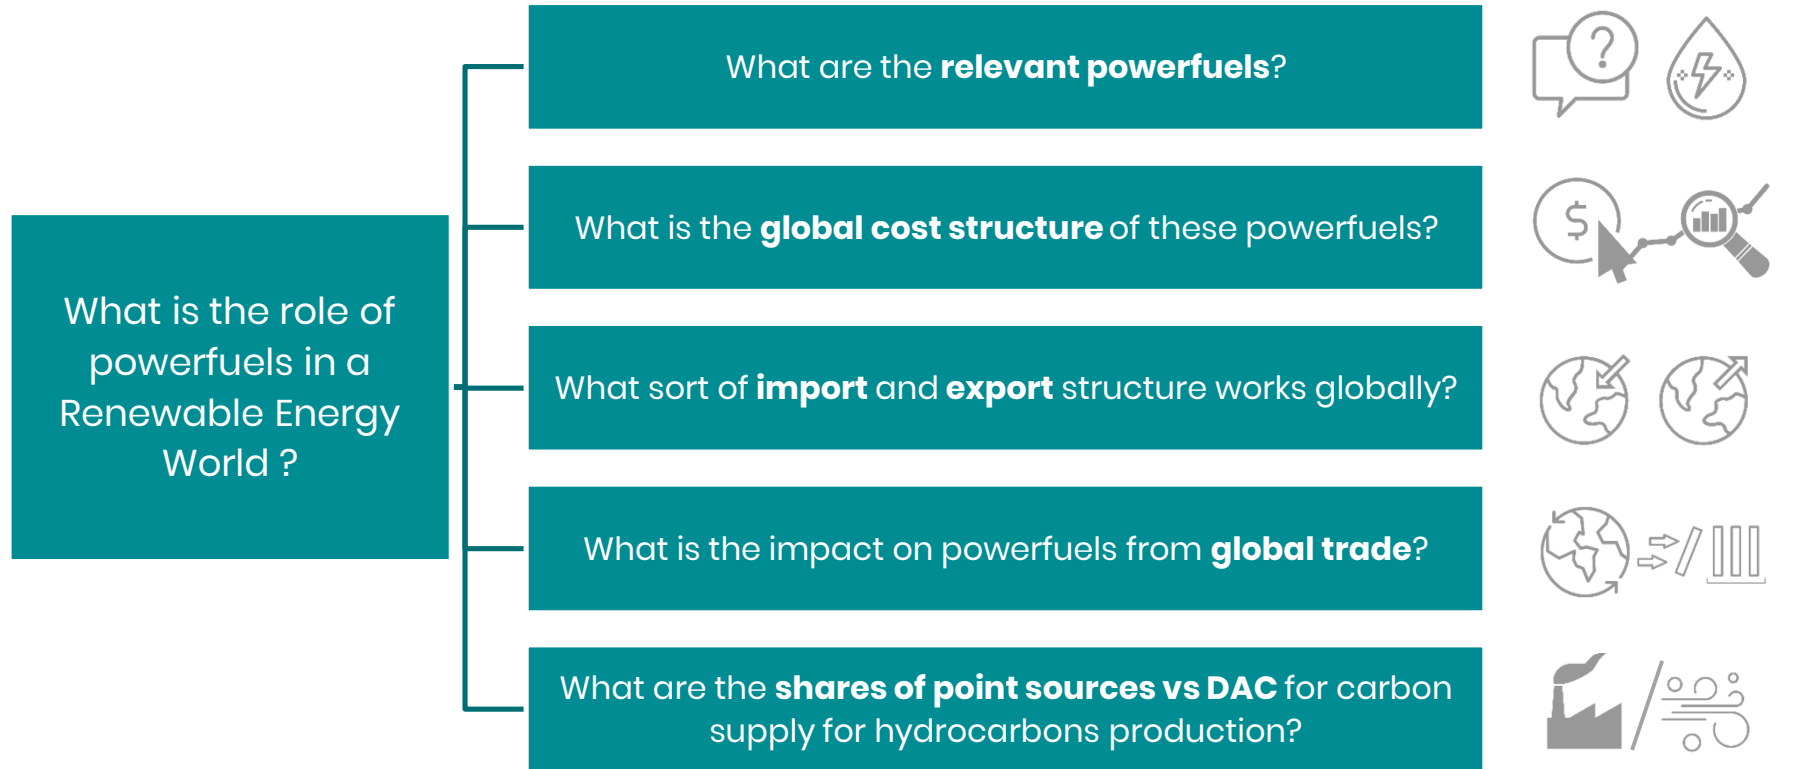 What is the role of
powerfuels in a
Renewable Energy
World ?
What are the relevant powerfuels?
What is the global cost structure of these powerfuels?
What sort of import and export structure works globally?
What is the impact on powerfuels from global trade?
What are the shares of point sources vs DAC for carbon
supply for hydrocarbons production?
?
$